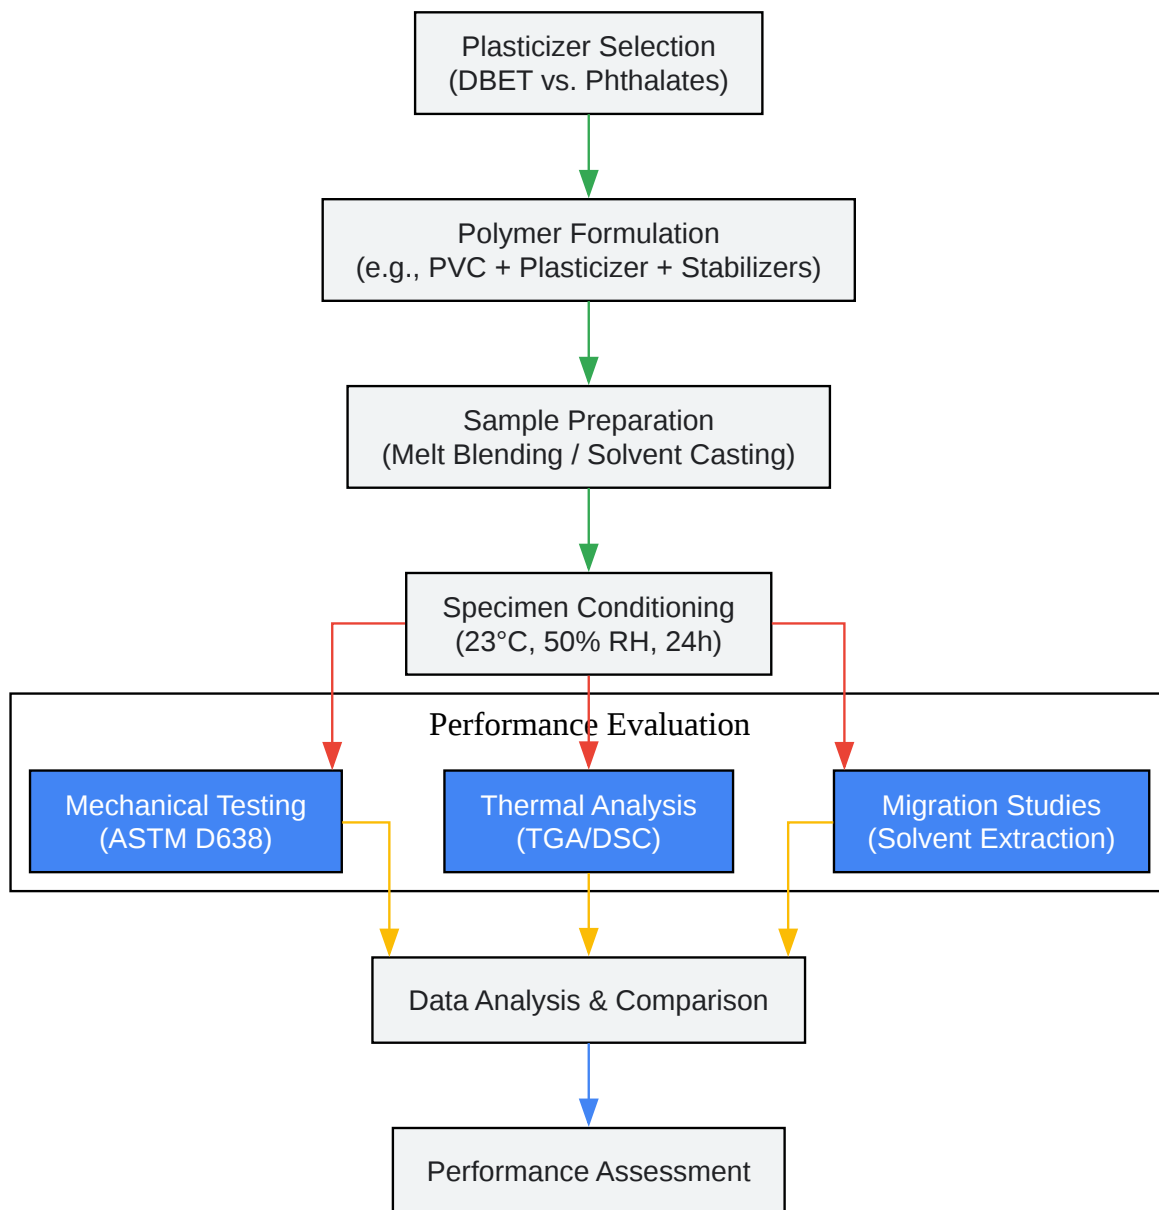 Plasticizer Selection
(DBET vs. Phthalates)
Polymer Formulation
(e.g., PVC + Plasticizer + Stabilizers)
Sample Preparation
(Melt Blending / Solvent Casting)
Specimen Conditioning
(23°C, 50% RH, 24h)
Performance Evaluation
Mechanical Testing
(ASTM D638)
Thermal Analysis
(TGA/DSC)
Migration Studies
(Solvent Extraction)
Data Analysis & Comparison
Performance Assessment